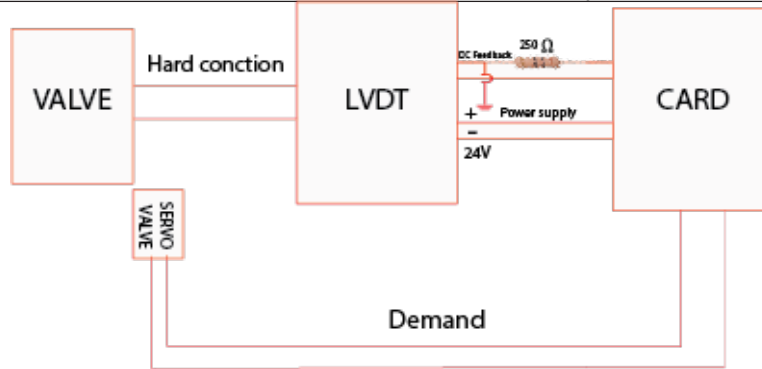 250 Ω
DC Feedback
Hard conction
VALVE
LVDT
CARD
+ Power supply
-
24V
SERVO
VALVE
Demand